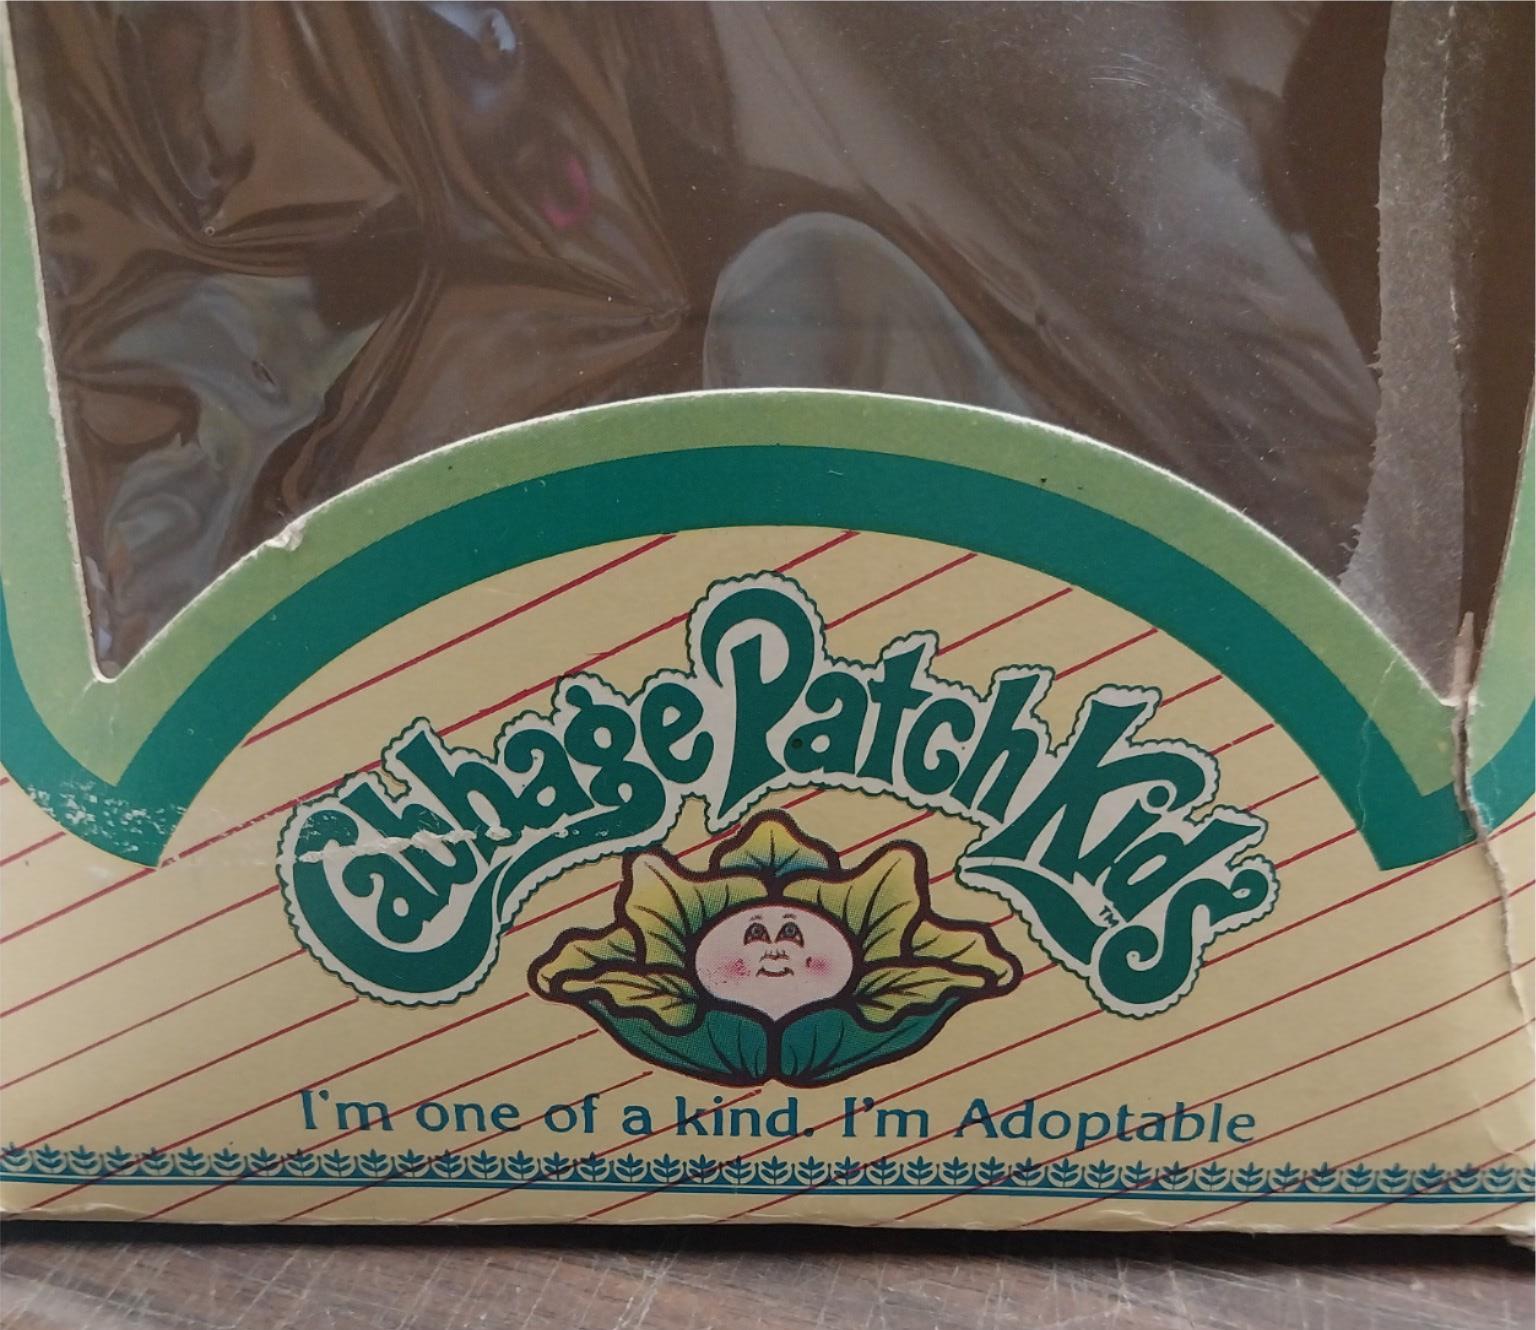 Cabbage Patch Kids™
I'm one of a kind. I'm Adoptable